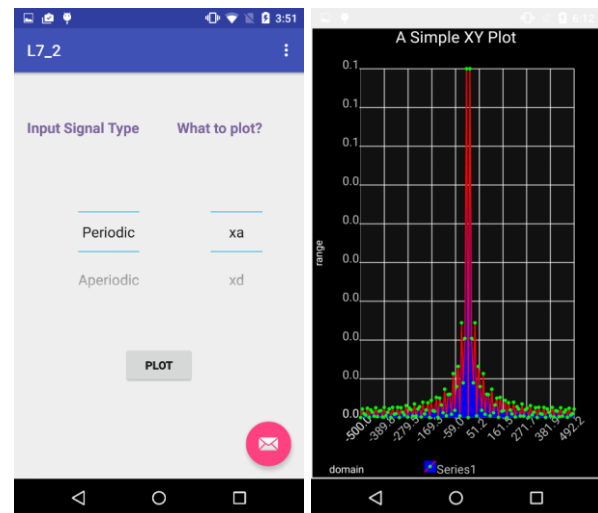 3:51
L7_2
Input Signal Type
What to plot?
Periodic
xa
Aperiodic
xd
PLOT
6:12
A Simple XY Plot
0.1
0.1
0.1
0.0
0.0
0.0
0.0
0.0
0.0
0.0
range
-500.0
-389.8
-279.5
-169.3
-59.0
51.2
161.5
271.7
381.9
492.2
domain
Series1